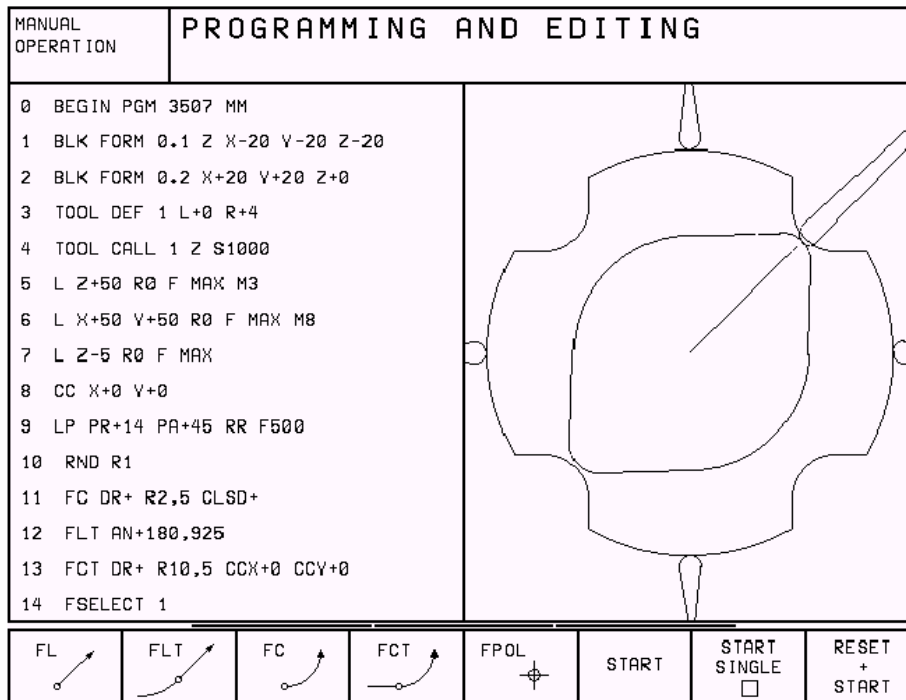 MANUAL
OPERATION
PROGRAMMING AND EDITING
0 BEGIN PGM 3507 MM
1 BLK FORM 0.1 Z X-20 Y-20 Z-20
2 BLK FORM 0.2 X+20 Y+20 Z+0
3 TOOL DEF 1 L+0 R+4
4 TOOL CALL 1 Z S1000
5 L Z+50 R0 F MAX M3
6 L X+50 Y+50 R0 F MAX M8
7 L Z-5 R0 F MAX
8 CC X+0 Y+0
9 LP PR+14 PA+45 RR F500
10 RND R1
11 FC DR+ R2,5 CLSD+
12 FLT AN+180,925
13 FCT DR+ R10,5 CCX+0 CCY+0
14 FSELECT 1
FL
FLT
FC
FCT
FPOL
START
START
SINGLE
RESET
+
START